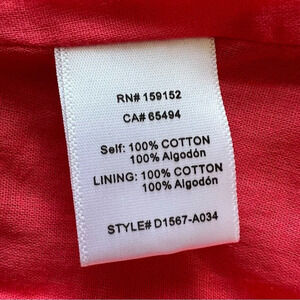 RN# 159152
CA# 65494
Self: 100% COTTON
100% Algodón
LINING: 100% COTTON
100% Algodón
STYLE# D1567-A034